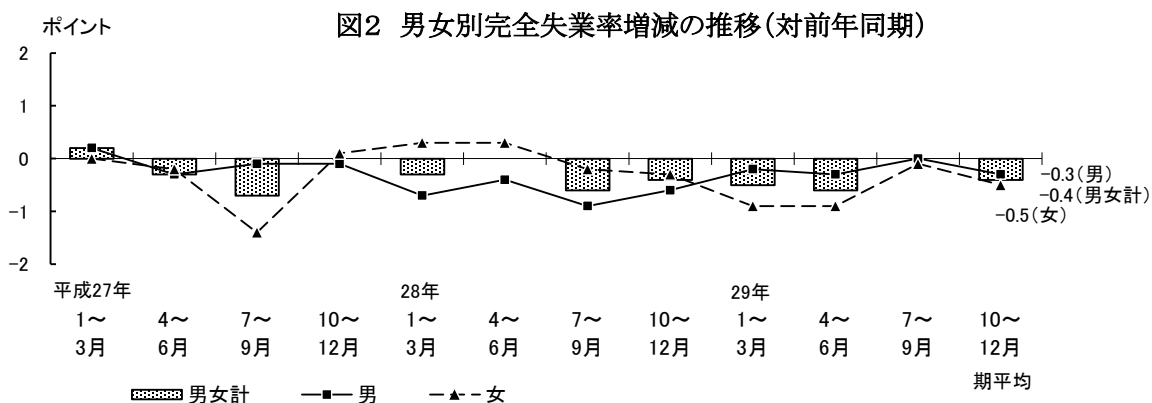 ポイント
図2 男女別完全失業率増減の推移(対前年同期)
2
1
0
-1
-2
-0.3(男)
-0.4(男女計)
-0.5(女)
平成27年 28年 29年
1~ 4~ 7~ 10~ 1~ 4~ 7~ 10~ 1~ 4~ 7~ 10~
3月 6月 9月 12月 3月 6月 9月 12月 3月 6月 9月 12月
期平均
男女計 男 女